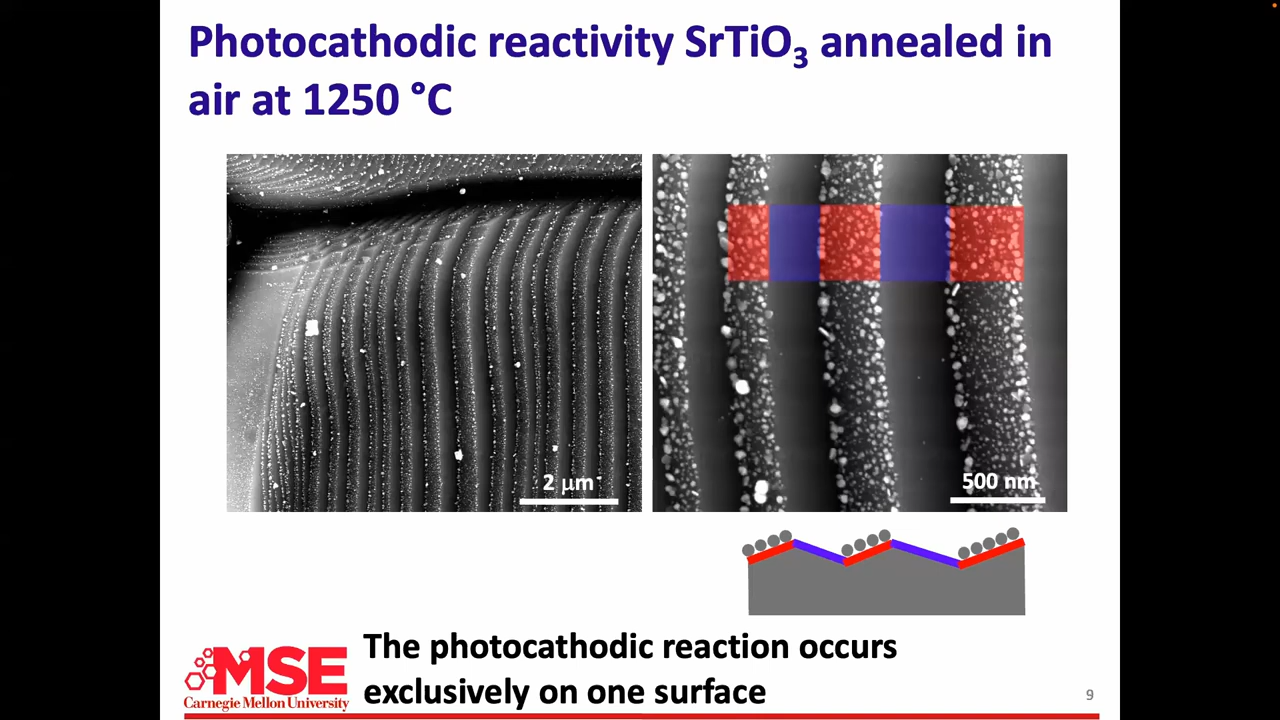 Photocathodic reactivity SrTiO₃ annealed in
air at 1250 °C
2 μm
500 nm
The photocathodic reaction occurs
exclusively on one surface
MSE
Carnegie Mellon University
9